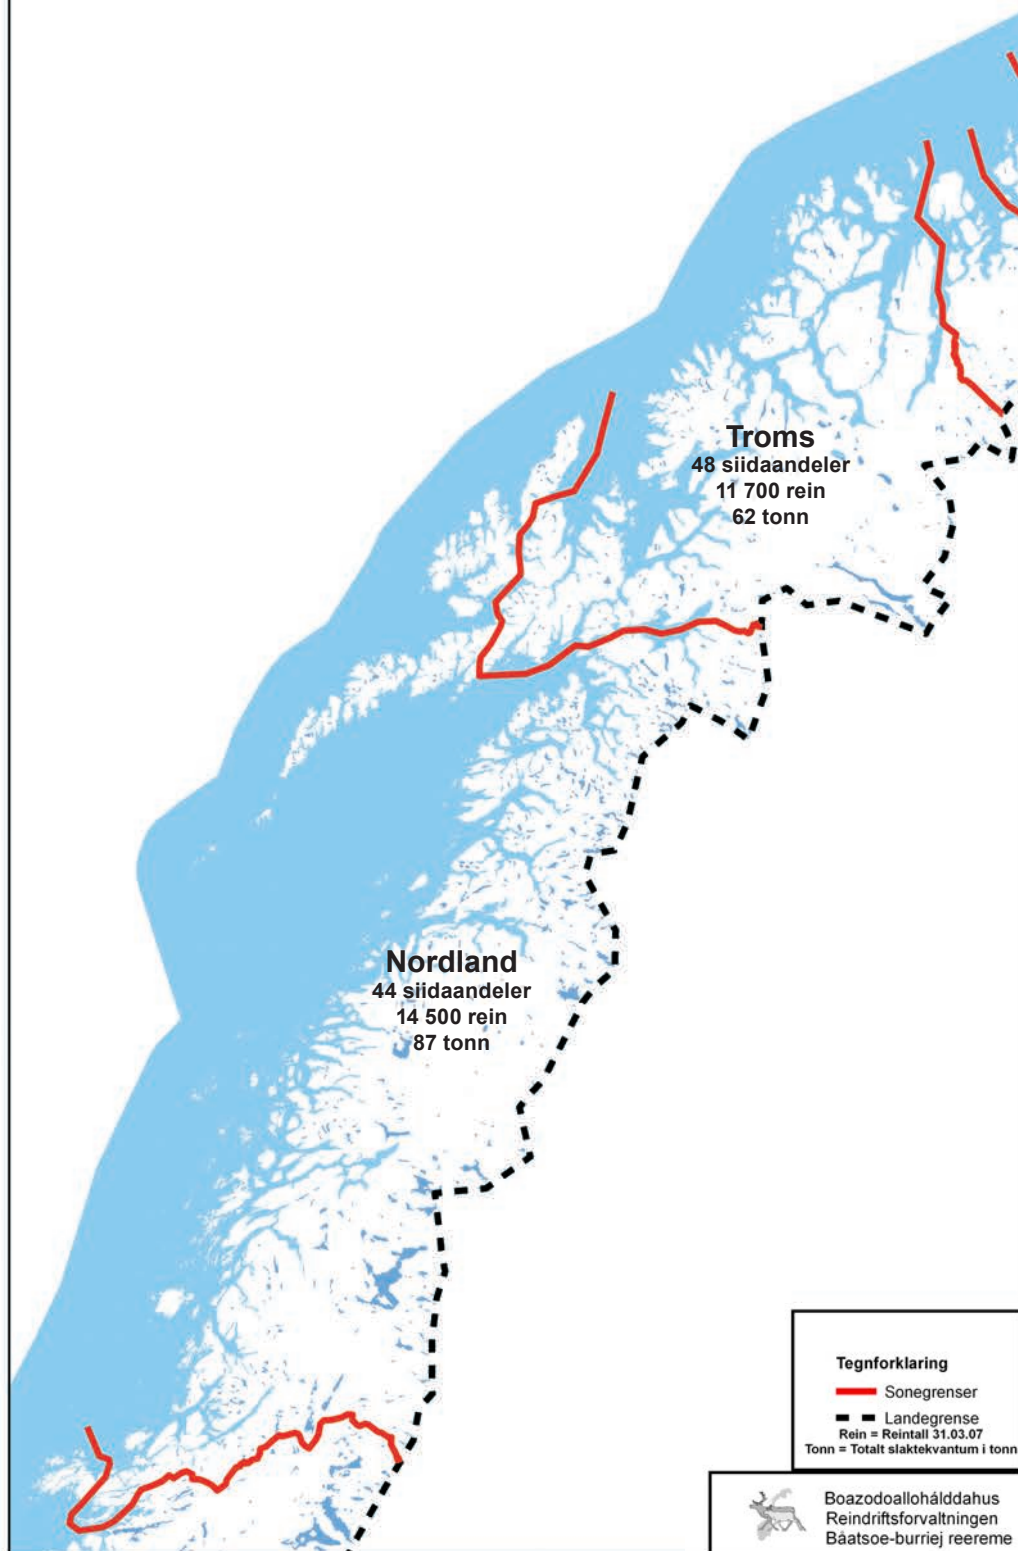 Troms
48 siidaandeler
11 700 rein
62 tonn
Nordland
44 siidaandeler
14 500 rein
87 tonn
Tegnforklaring
Sonegrenser
Landegrense
Rein = Reintall 31.03.07
Tonn = Totalt slaktekvantum i tonn
Boazodoallohálddahus
Reindriftsforvaltningen
Båatsoe-burriej reereme